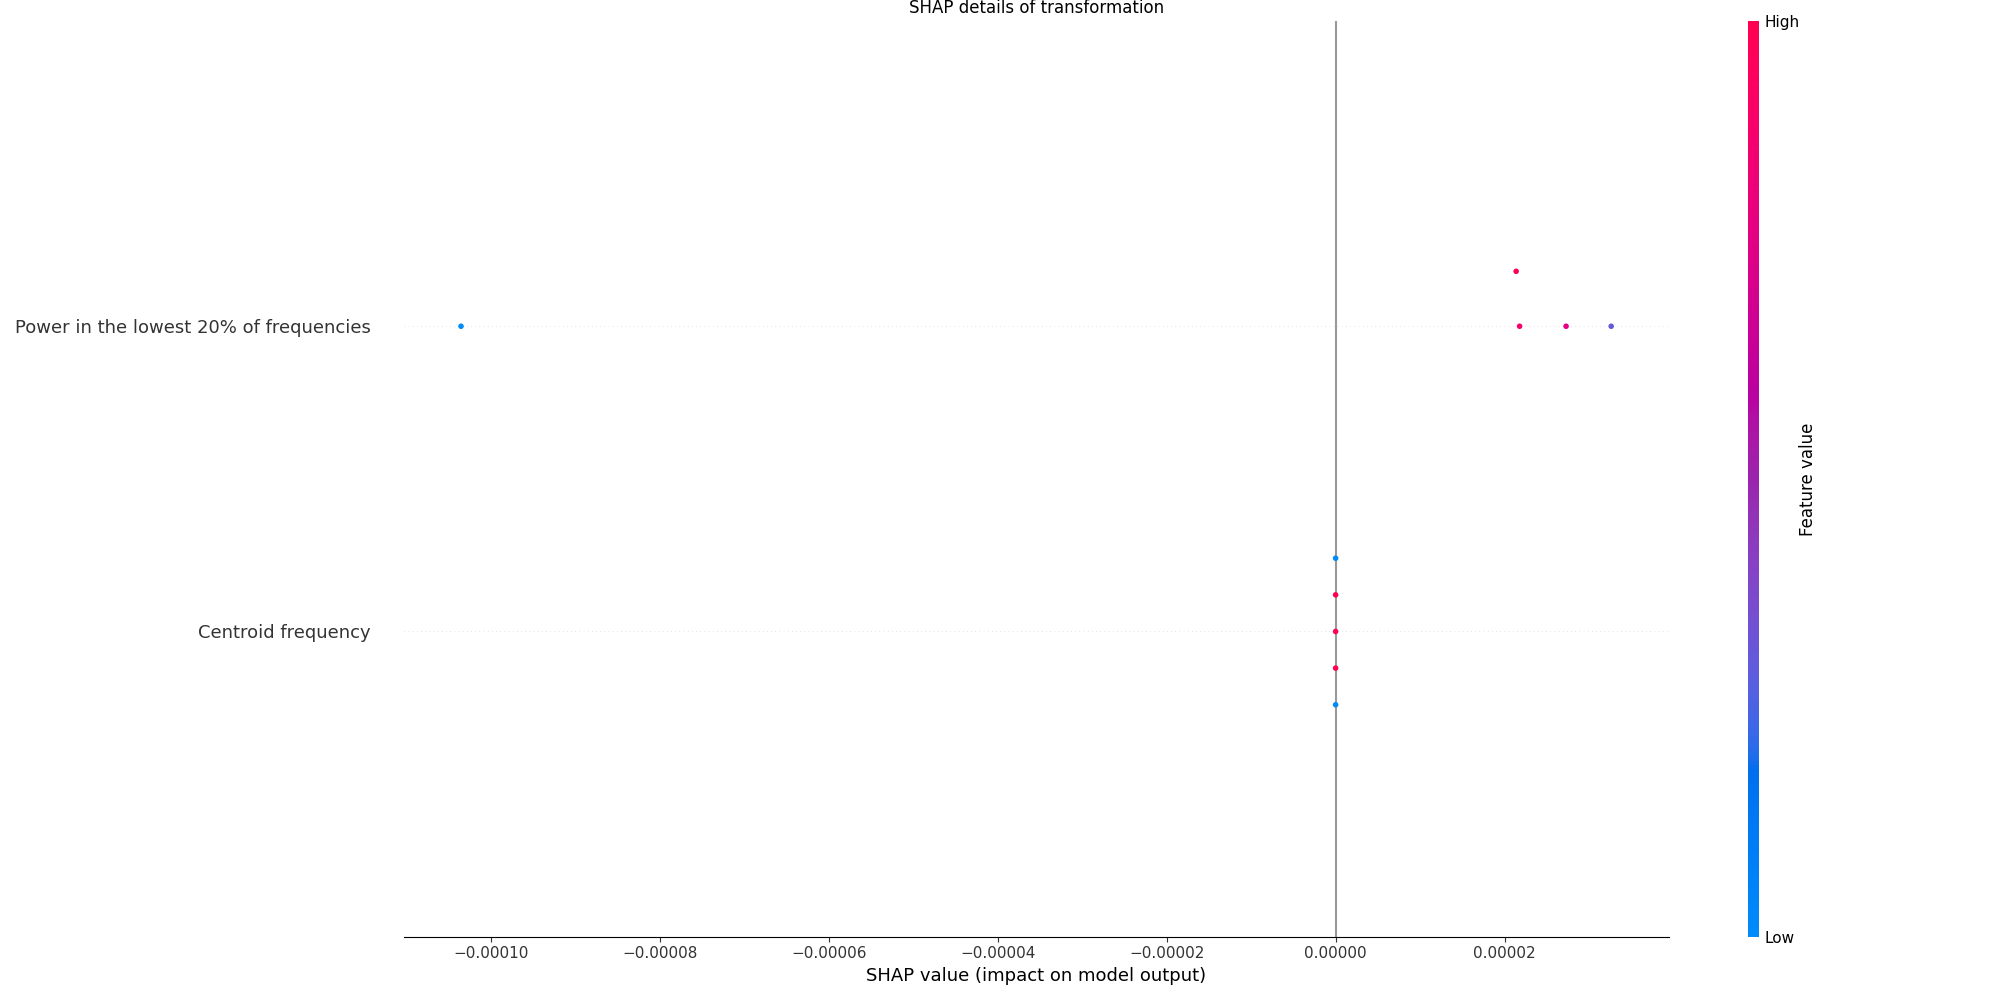 SHAP details of transformation
High
Power in the lowest 20% of frequencies
Feature value
Centroid frequency
Low
−0.00010 −0.00008 −0.00006 −0.00004 −0.00002 0.00000 0.00002
SHAP value (impact on model output)